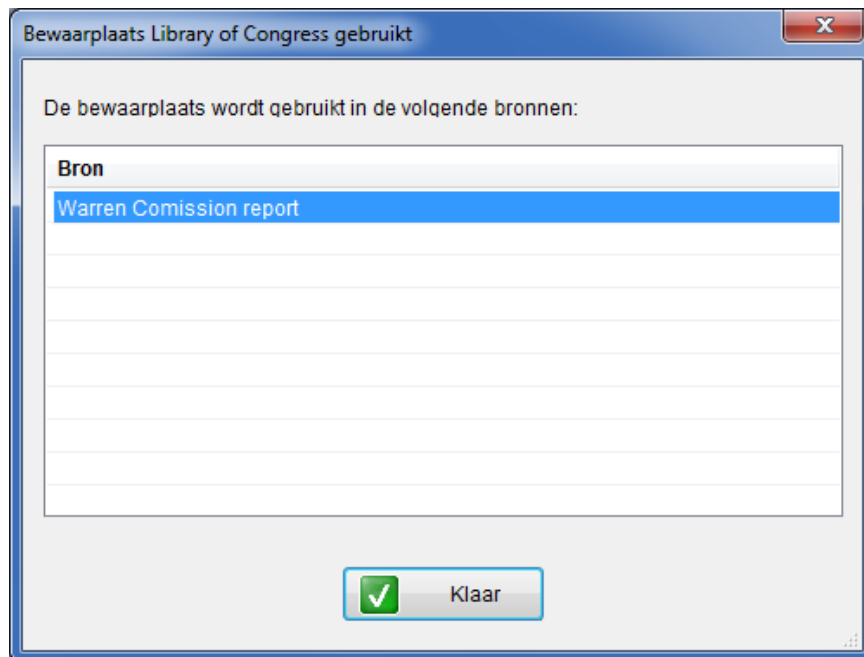 Bewaarplaats Library of Congress gebruikt
De bewaarplaats wordt gebruikt in de volgende bronnen:
Bron
Warren Comission report
Klaar